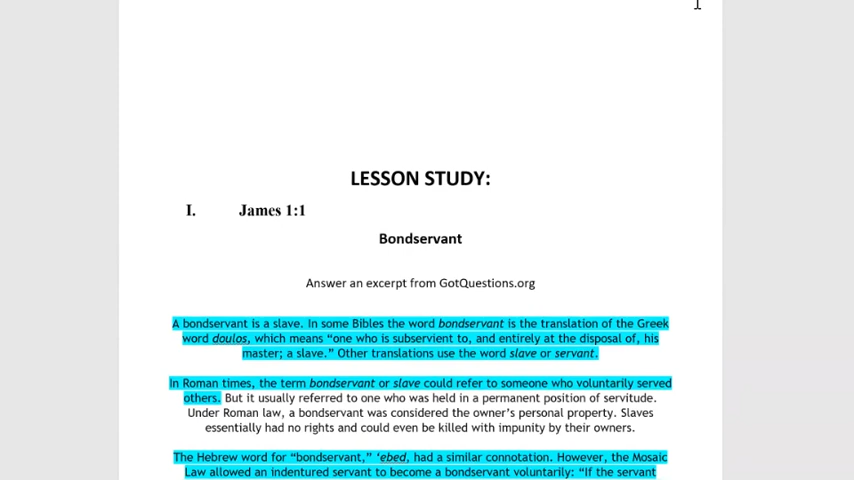 LESSON STUDY:
I. James 1:1
Bondservant
Answer an excerpt from GotQuestions.org
A bondservant is a slave. In some Bibles the word bondservant is the translation of the Greek
word doulos, which means “one who is subservient to, and entirely at the disposal of, his
master; a slave.” Other translations use the word slave or servant.
In Roman times, the term bondservant or slave could refer to someone who voluntarily served
others. But it usually referred to one who was held in a permanent position of servitude.
Under Roman law, a bondservant was considered the owner’s personal property. Slaves
essentially had no rights and could even be killed with impunity by their owners.
The Hebrew word for “bondservant,” ‘ebed, had a similar connotation. However, the Mosaic
Law allowed an indentured servant to become a bondservant voluntarily: “If the servant